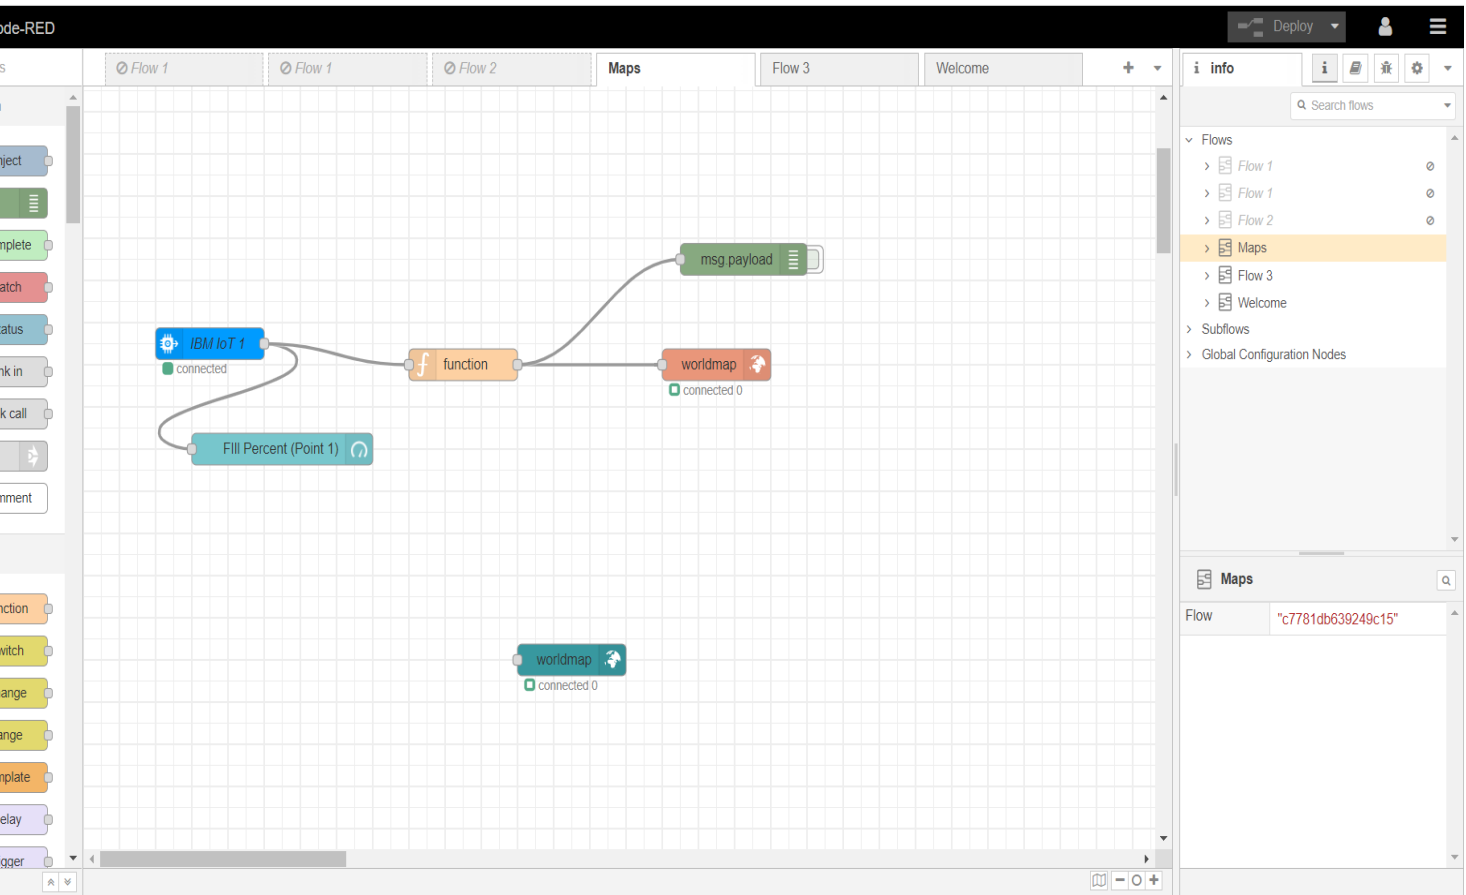 ode-RED
Deploy
s
Flow 1
Flow 1
Flow 2
Maps
Flow 3
Welcome
+
i info
i
Search flows
Flows
Flow 1
Flow 1
Flow 2
Maps
Flow 3
Welcome
Subflows
Global Configuration Nodes
ject
mplete
atch
tatus
nk in
k call
mment
nction
witch
ange
ange
mplate
elay
gger
msg.payload
IBM IoT 1
connected
function
worldmap
connected 0
FIll Percent (Point 1)
worldmap
connected 0
Maps
Flow "c7781db639249c15"